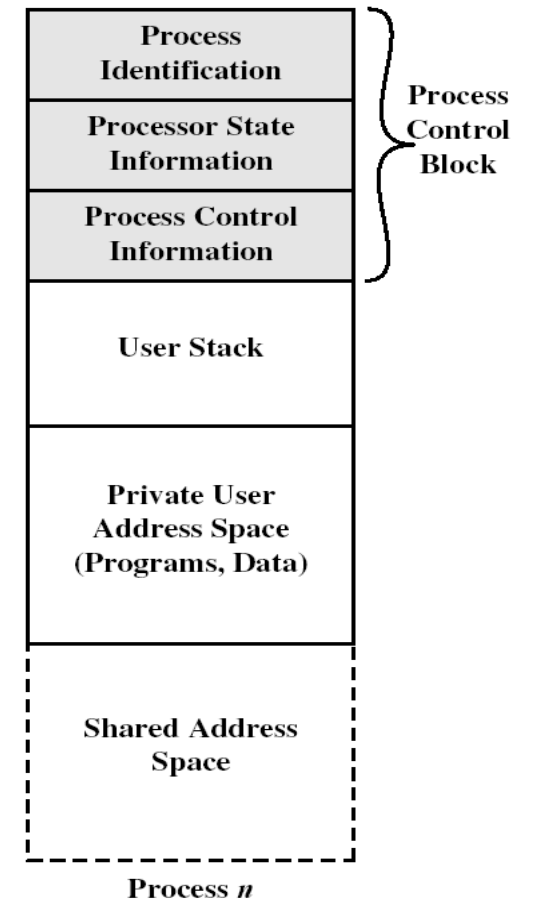 Process
Identification
Processor State
Information
Process Control
Information
Process
Control
Block
User Stack
Private User
Address Space
(Programs, Data)
Shared Address
Space
Process n